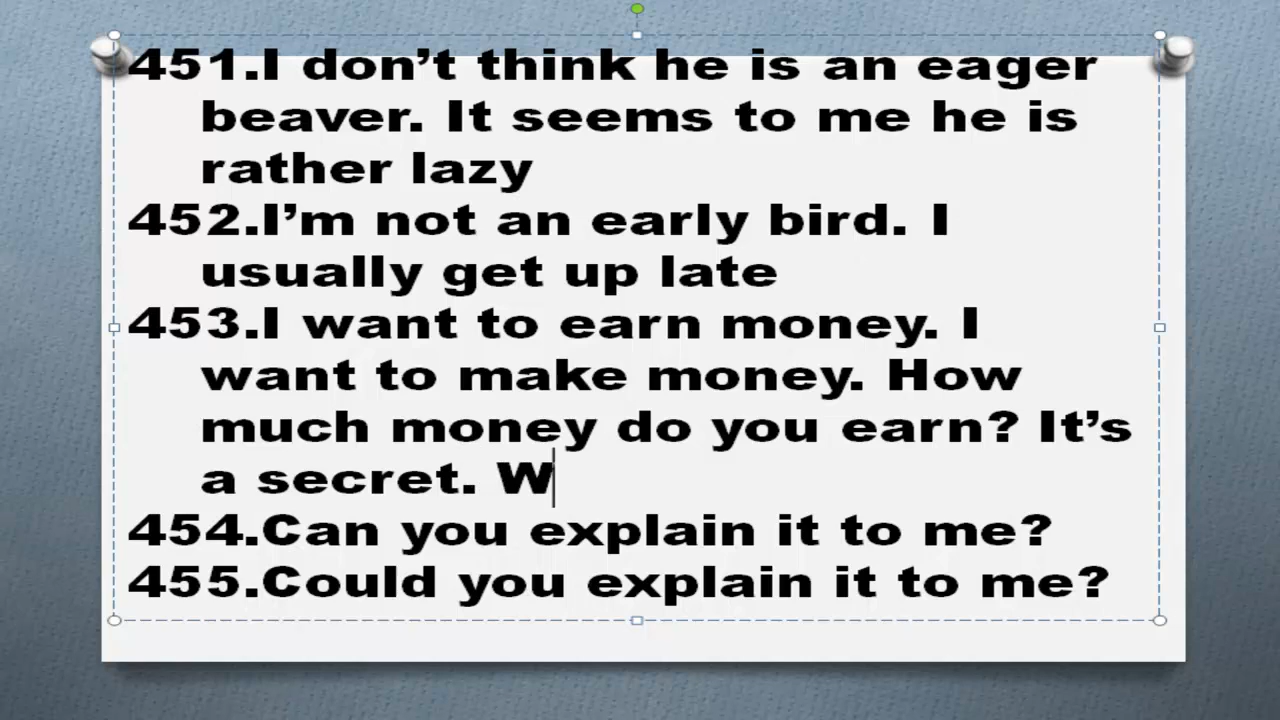 451.I don’t think he is an eager
beaver. It seems to me he is
rather lazy
452.I’m not an early bird. I
usually get up late
453.I want to earn money. I
want to make money. How
much money do you earn? It’s
a secret. W
454.Can you explain it to me?
455.Could you explain it to me?